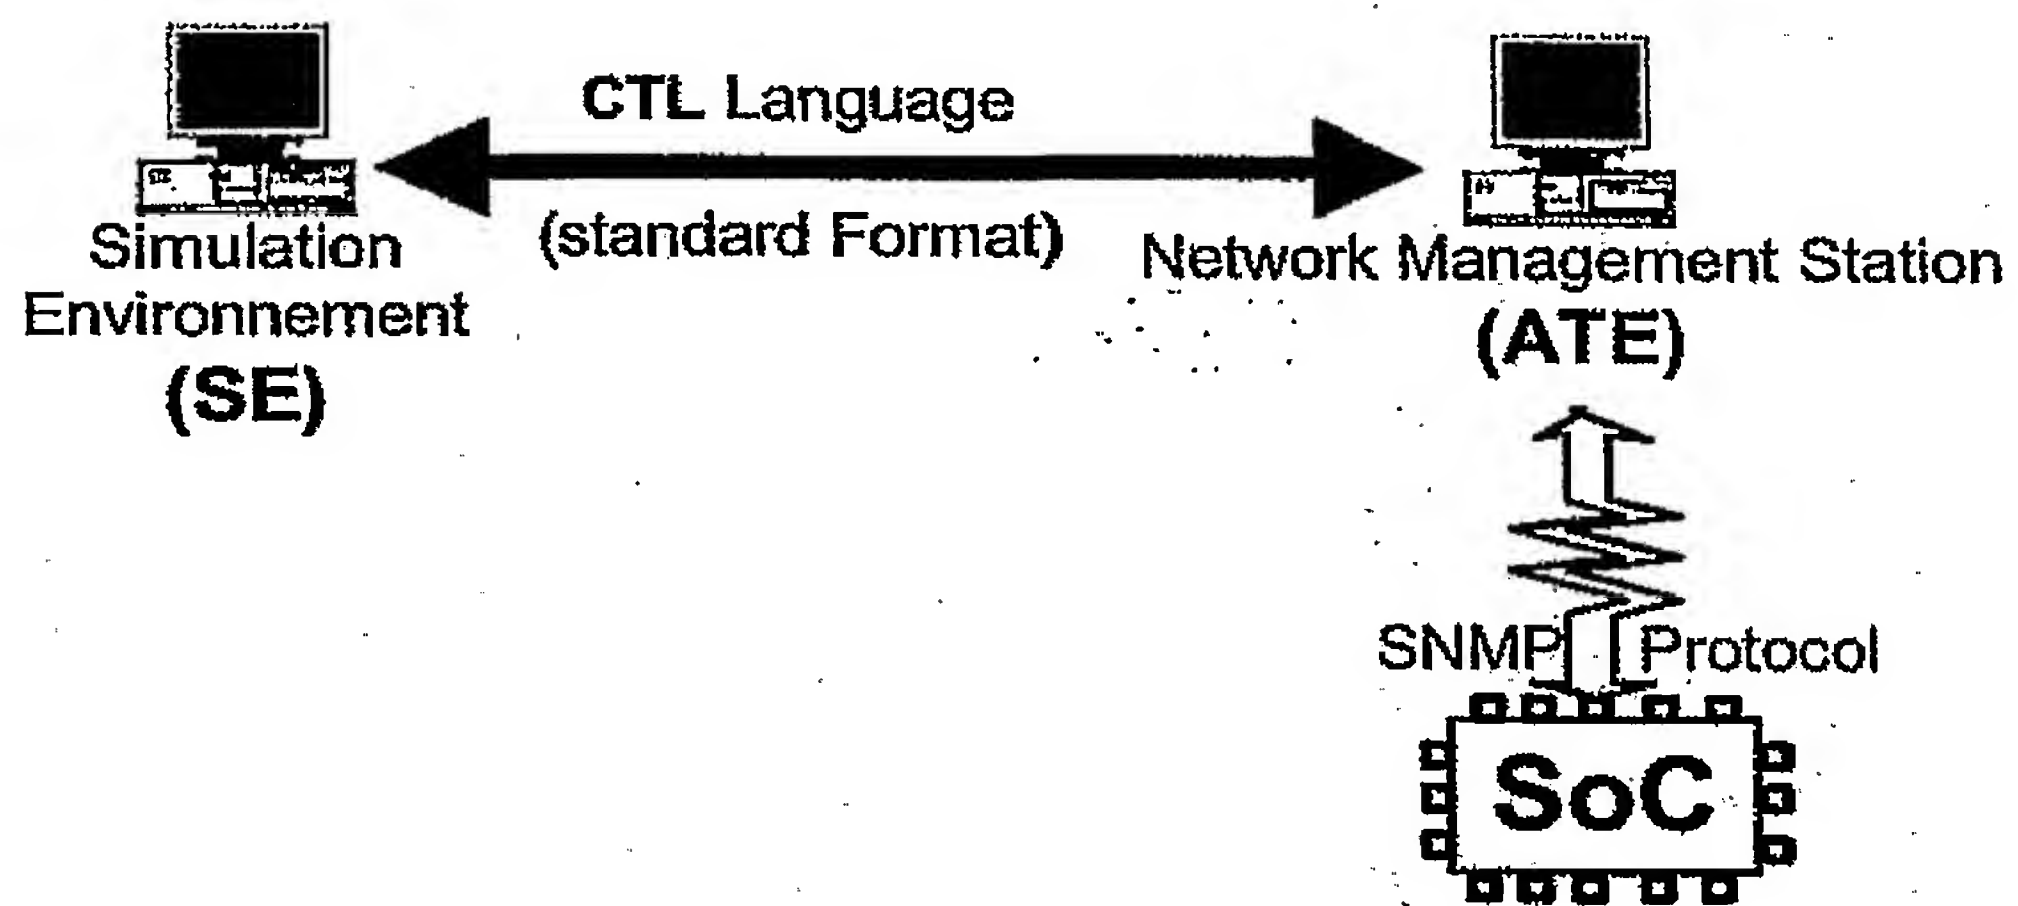 CTL Language
(standard Format)
Simulation
Environnement
(SE)
Network Management Station
(ATE)
SNMP Protocol
SoC